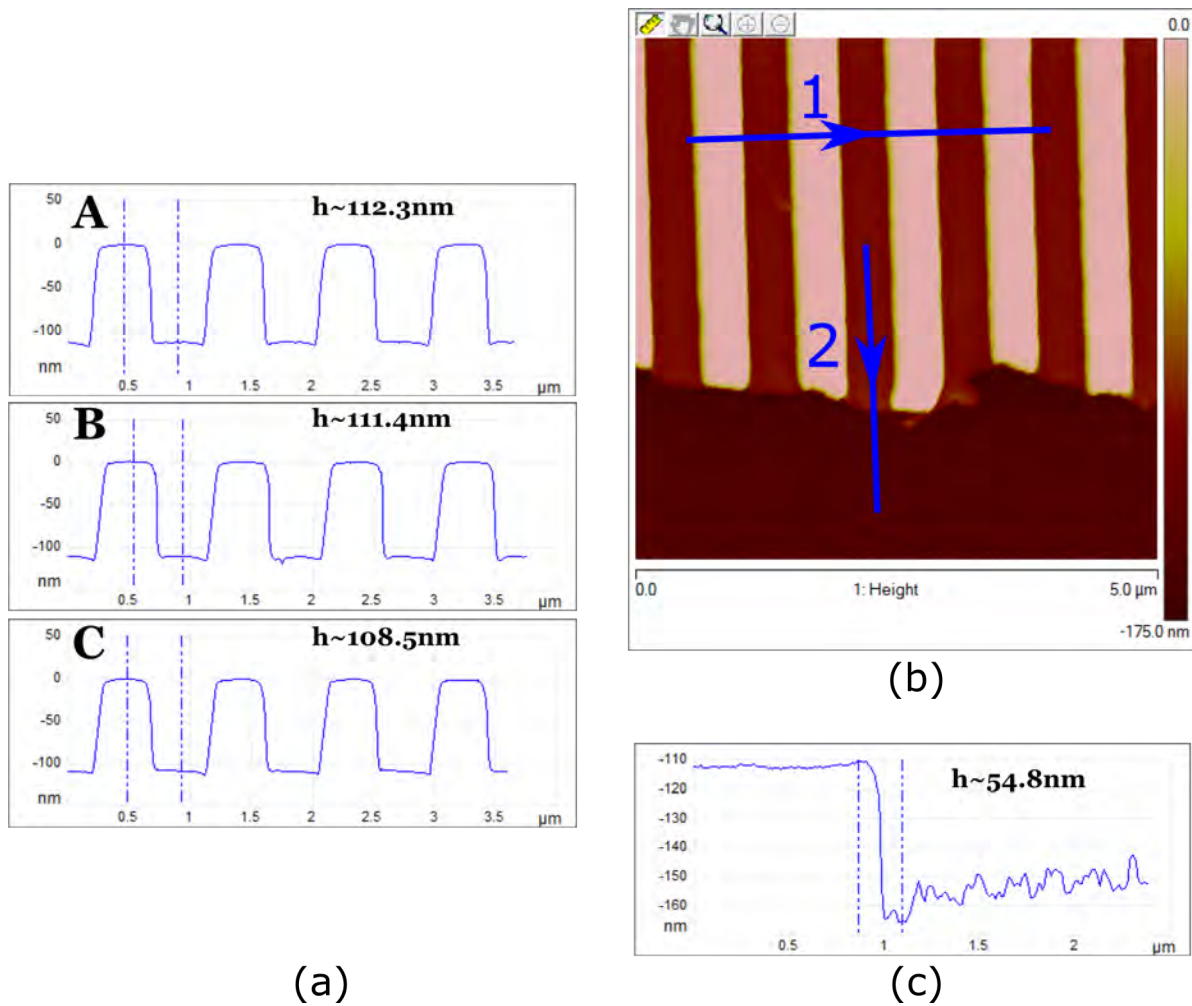 A
h~112.3nm
50
0
-50
-100
nm
0.5 1 1.5 2 2.5 3 3.5 µm
B
h~111.4nm
50
0
-50
-100
nm
0.5 1 1.5 2 2.5 3 3.5 µm
C
h~108.5nm
50
0
-50
-100
nm
0.5 1 1.5 2 2.5 3 3.5 µm
(a)
0.0
1
2
0.0 1: Height 5.0 µm
-175.0 nm
(b)
h~54.8nm
-110
-120
-130
-140
-150
-160
nm
0.5 1 1.5 2 µm
(c)